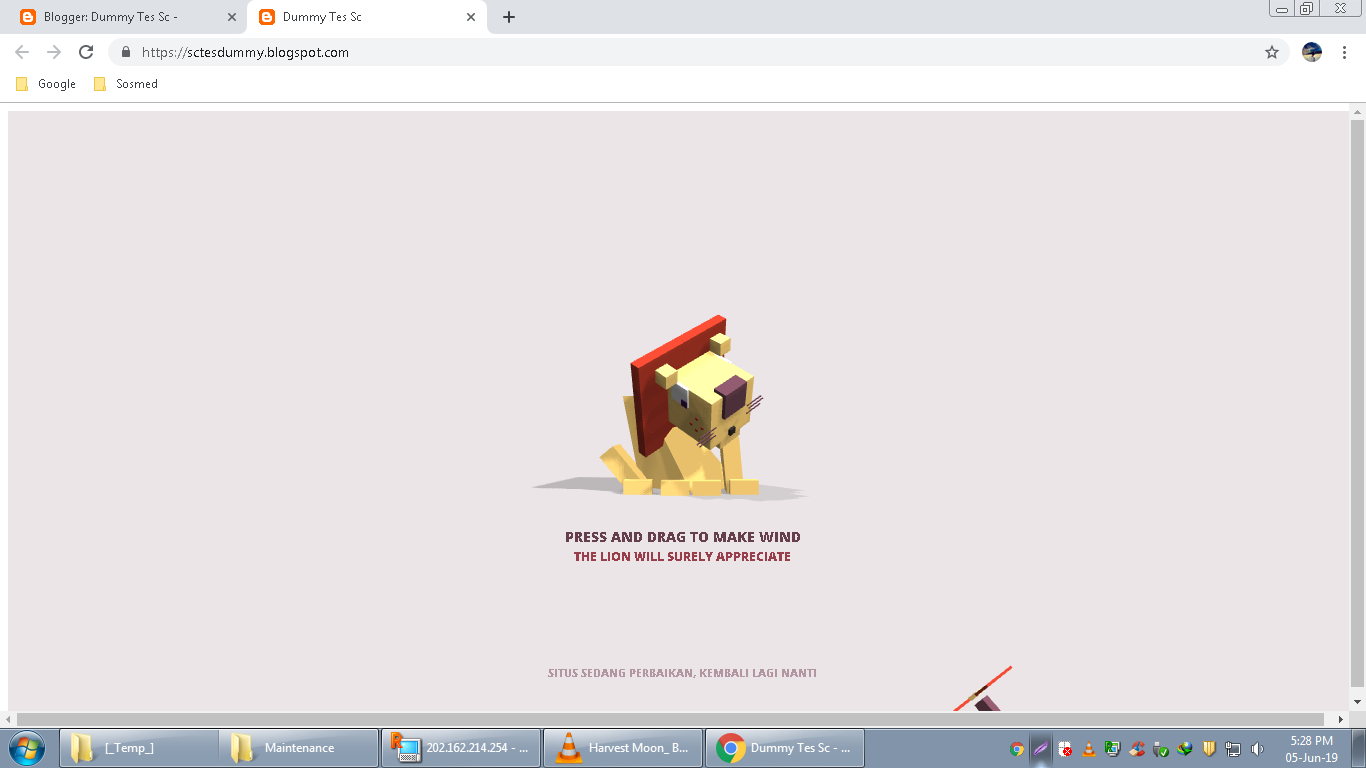 Blogger: Dummy Tes Sc -
Dummy Tes Sc
https://sctesdummy.blogspot.com
Google
Sosmed
PRESS AND DRAG TO MAKE WIND
THE LION WILL SURELY APPRECIATE
SITUS SEDANG PERBAIKAN, KEMBALI LAGI NANTI
[_Temp_]
Maintenance
202.162.214.254 - ...
Harvest Moon_ B...
Dummy Tes Sc - ...
5:28 PM
05-Jun-19